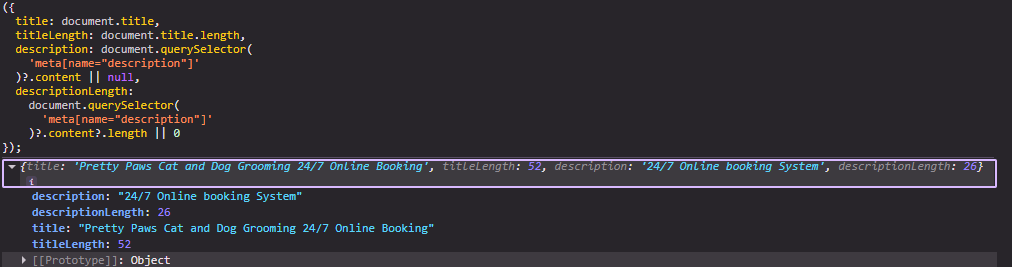 ({
  title: document.title,
  titleLength: document.title.length,
  description: document.querySelector(
    'meta[name="description"]'
  )?.content || null,
  descriptionLength:
    document.querySelector(
      'meta[name="description"]'
    )?.content?.length || 0
});
{title: 'Pretty Paws Cat and Dog Grooming 24/7 Online Booking', titleLength: 52, description: '24/7 Online booking System', descriptionLength: 26}
i
description: "24/7 Online booking System"
descriptionLength: 26
title: "Pretty Paws Cat and Dog Grooming 24/7 Online Booking"
titleLength: 52
[[Prototype]]: Object